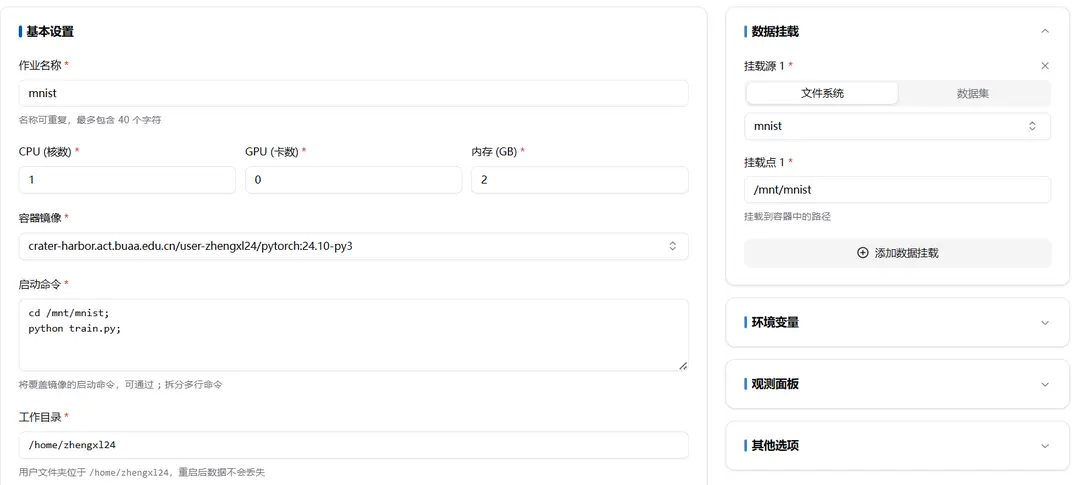 基本设置
作业名称 *
mnist
名称可重复，最多包含 40 个字符
CPU (核数) * GPU (卡数) * 内存 (GB) *
1 0 2
容器镜像 *
crater-harbor.act.buaa.edu.cn/user-zhengxl24/pytorch:24.10-py3
启动命令 *
cd /mnt/mnist;
python train.py;
将覆盖镜像的启动命令，可通过 ; 拆分多行命令
工作目录 *
/home/zhengxl24
用户文件夹位于 /home/zhengxl24，重启后数据不会丢失
数据挂载
挂载源 1 *
文件系统 数据集
mnist
挂载点 1 *
/mnt/mnist
挂载到容器中的路径
添加数据挂载
环境变量
观测面板
其他选项